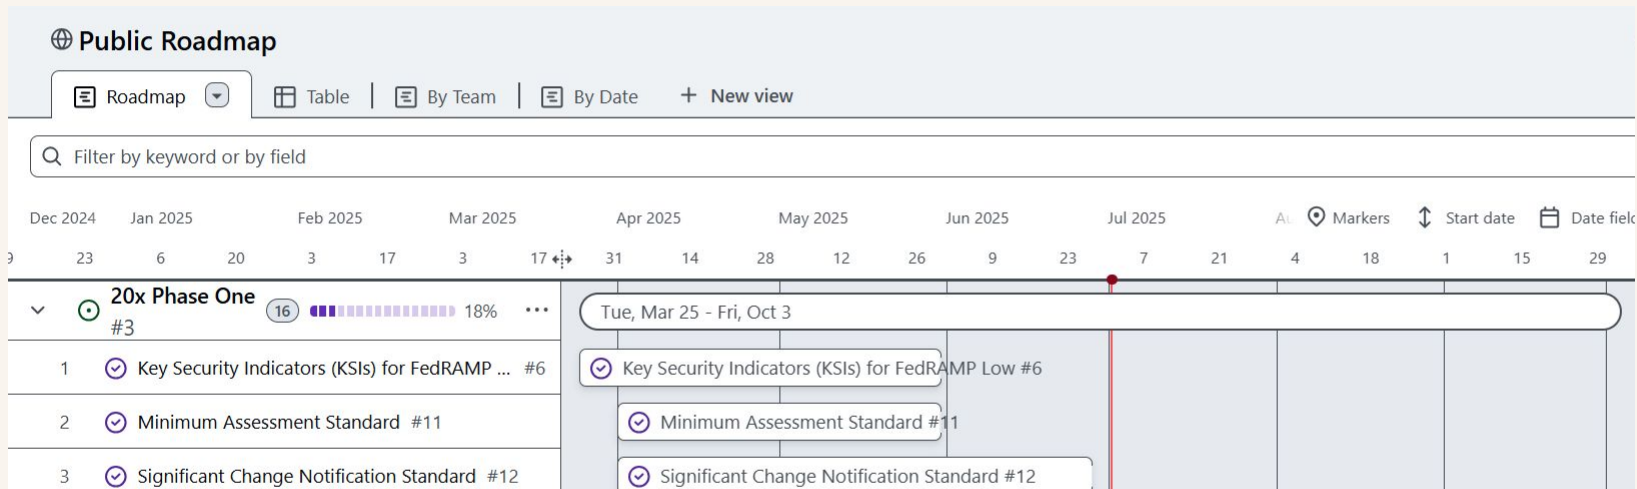 Public Roadmap
Roadmap Table By Team By Date + New view
Filter by keyword or by field
Dec 2024 Jan 2025 Feb 2025 Mar 2025 Apr 2025 May 2025 Jun 2025 Jul 2025 Markers Start date Date field
9 23 6 20 3 17 3 17 31 14 28 12 26 9 23 7 21 4 18 1 15 29
20x Phase One 16 18% ... Tue, Mar 25 - Fri, Oct 3
#3
1 Key Security Indicators (KSIs) for FedRAMP ... #6 Key Security Indicators (KSIs) for FedRAMP Low #6
2 Minimum Assessment Standard #11 Minimum Assessment Standard #11
3 Significant Change Notification Standard #12 Significant Change Notification Standard #12